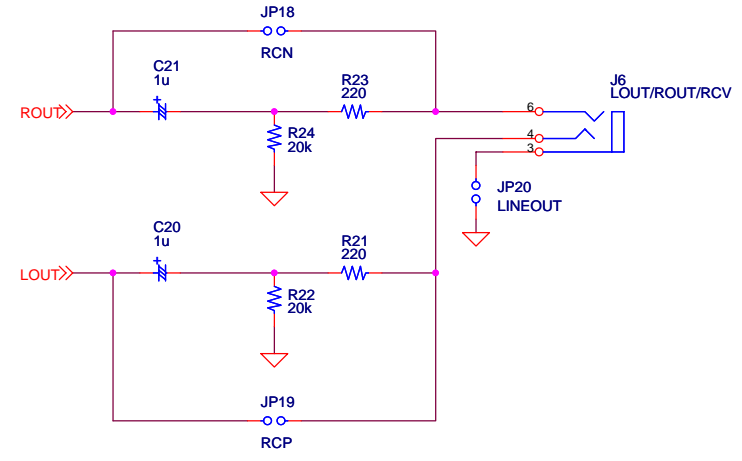 JP18
RCN
C21
1u
R23
220
J6
LOUT/ROUT/RCV
ROUT
6
R24
20k
4
3
JP20
LINEOUT
C20
1u
R21
220
LOUT
R22
20k
JP19
RCP